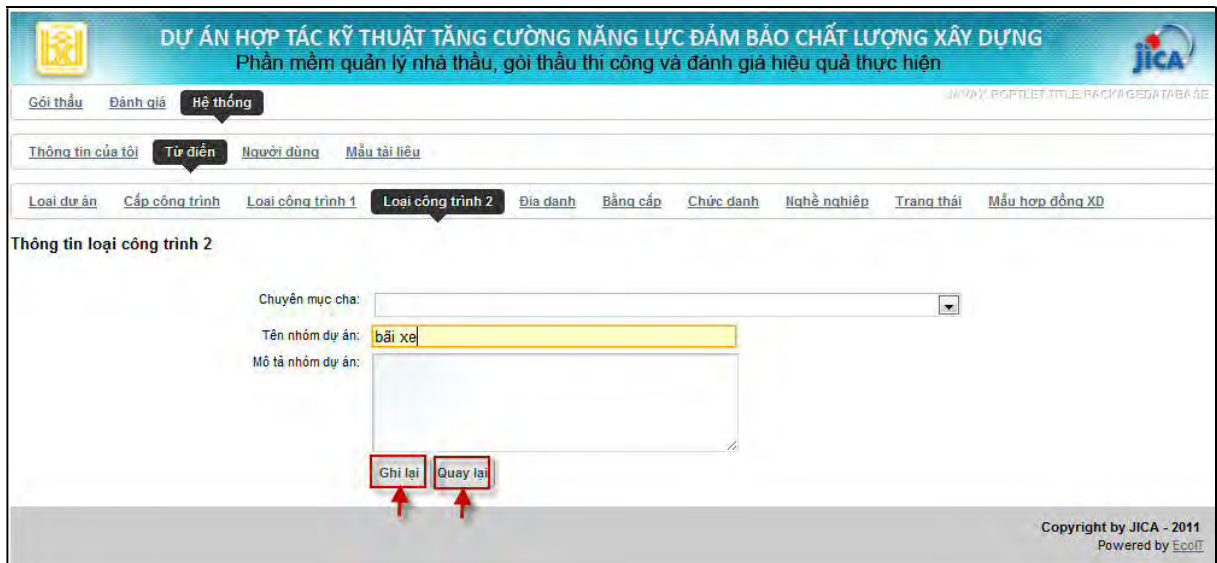 DỰ ÁN HỢP TÁC KỸ THUẬT TĂNG CƯỜNG NĂNG LỰC ĐẢM BẢO CHẤT LƯỢNG XÂY DỰNG
Phần mềm quản lý nhà thầu, gói thầu thi công và đánh giá hiệu quả thực hiện
jICA
Gói thầu Đánh giá Hệ thống
JAVAX.PORTLET.TITLE.PACKAGEDATABASE
Thông tin của tôi Từ điển Người dùng Mẫu tài liệu
Loại dự án Cấp công trình Loại công trình 1 Loại công trình 2 Địa danh Bằng cấp Chức danh Nghề nghiệp Trạng thái Mẫu hợp đồng XD
Thông tin loại công trình 2
Chuyên mục cha:
Tên nhóm dự án: bãi xe
Mô tả nhóm dự án:
Ghi lại Quay lại
Copyright by JICA - 2011
Powered by EcoIT